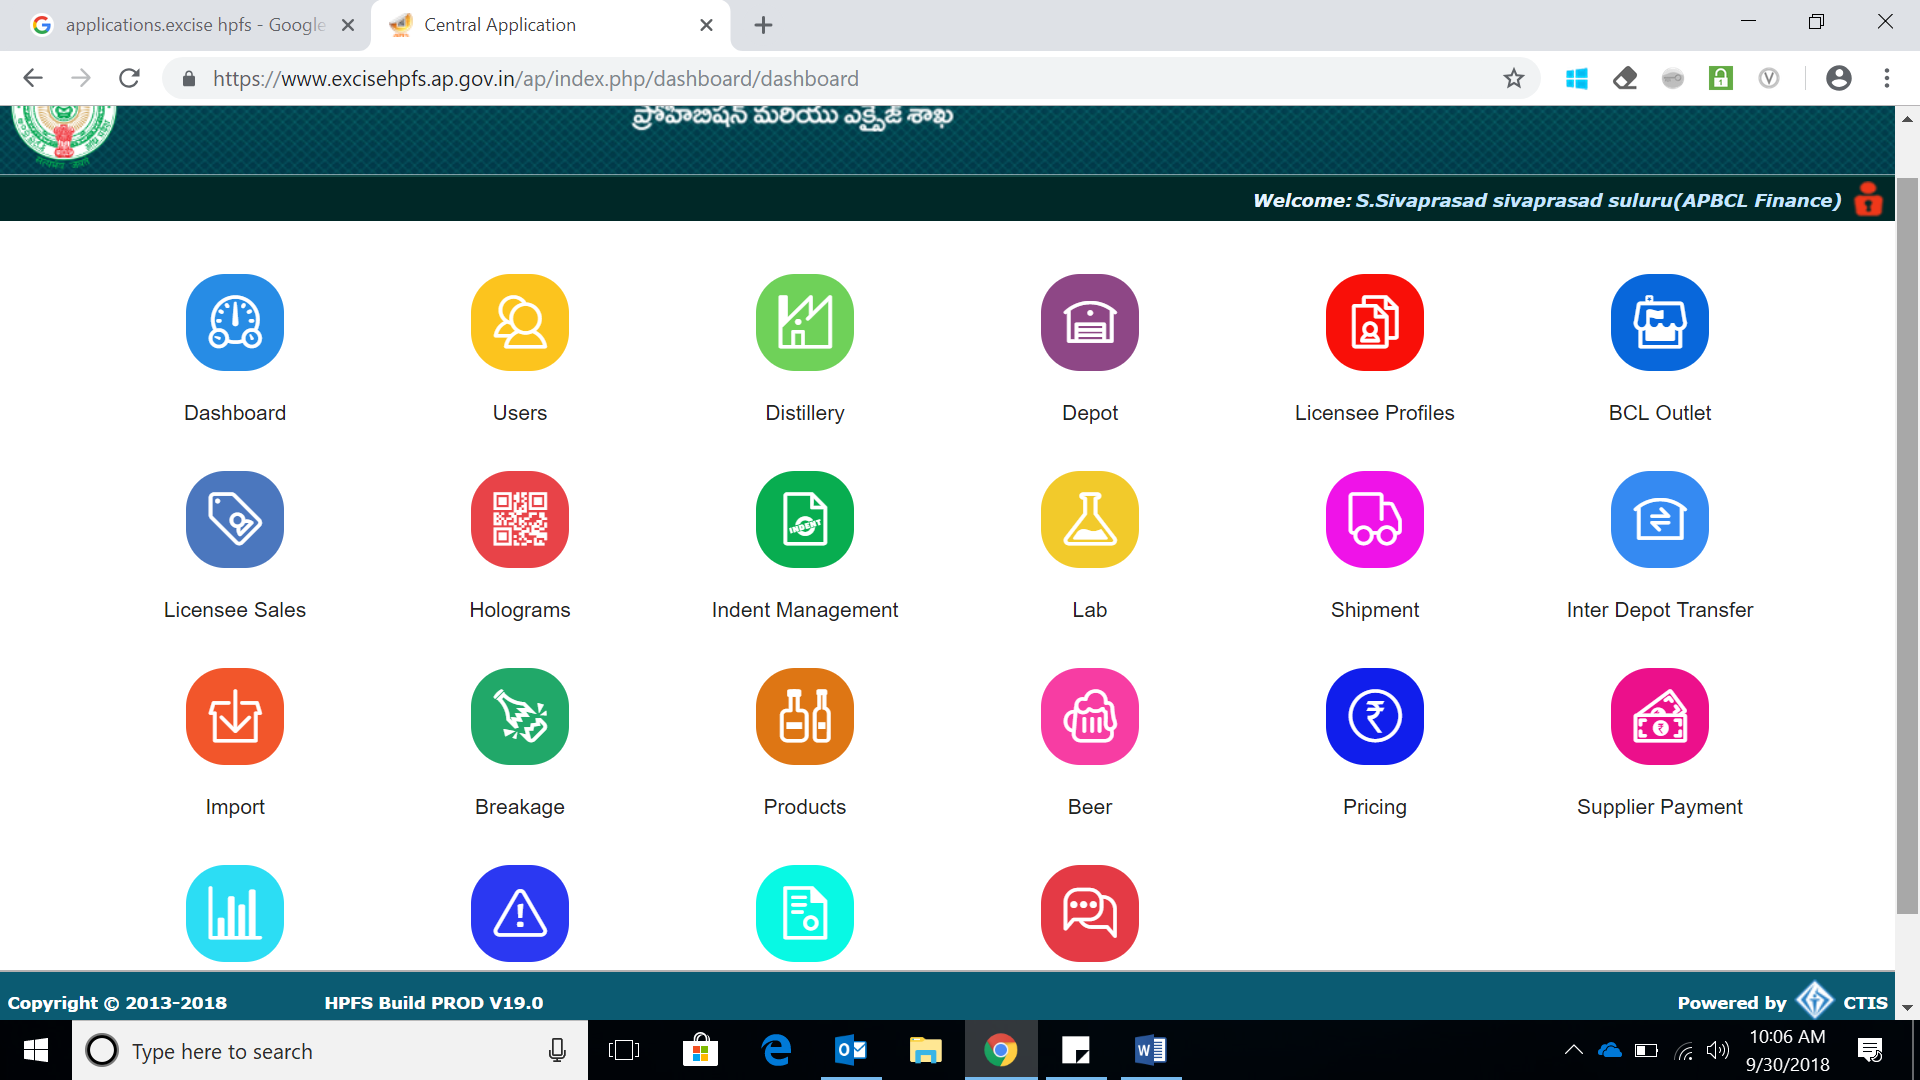 applications.excise hpfs - Google
Central Application
https://www.excisehpfs.ap.gov.in/ap/index.php/dashboard/dashboard
ప్రొహిబిషన్ మరియు ఎక్సైజ్ శాఖ
Welcome: S.Sivaprasad sivaprasad suluru(APBCL Finance)
Dashboard
Users
Distillery
Depot
Licensee Profiles
BCL Outlet
INDENT
Licensee Sales
Holograms
Indent Management
Lab
Shipment
Inter Depot Transfer
Import
Breakage
Products
Beer
Pricing
Supplier Payment
Copyright © 2013-2018
HPFS Build PROD V19.0
Powered by CTIS
Type here to search
10:06 AM
9/30/2018